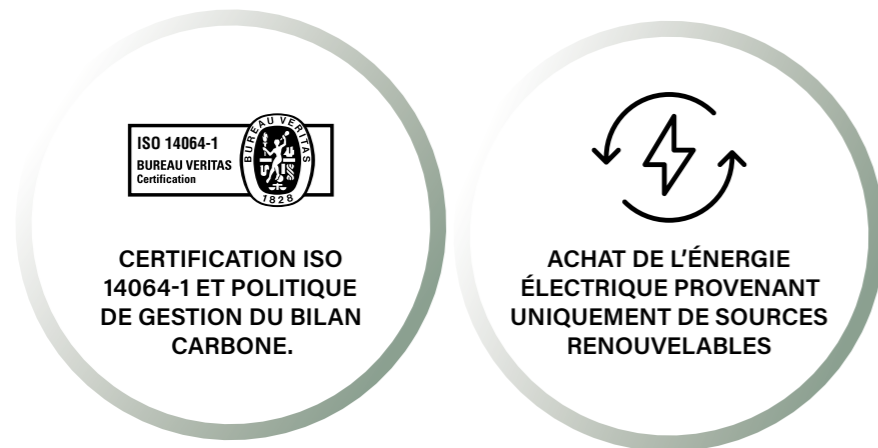 ISO 14064-1
BUREAU VERITAS
Certification
BUREAU VERITAS
1828
CERTIFICATION ISO
14064-1 ET POLITIQUE
DE GESTION DU BILAN
CARBONE.
ACHAT DE L’ÉNERGIE
ÉLECTRIQUE PROVENANT
UNIQUEMENT DE SOURCES
RENOUVELABLES